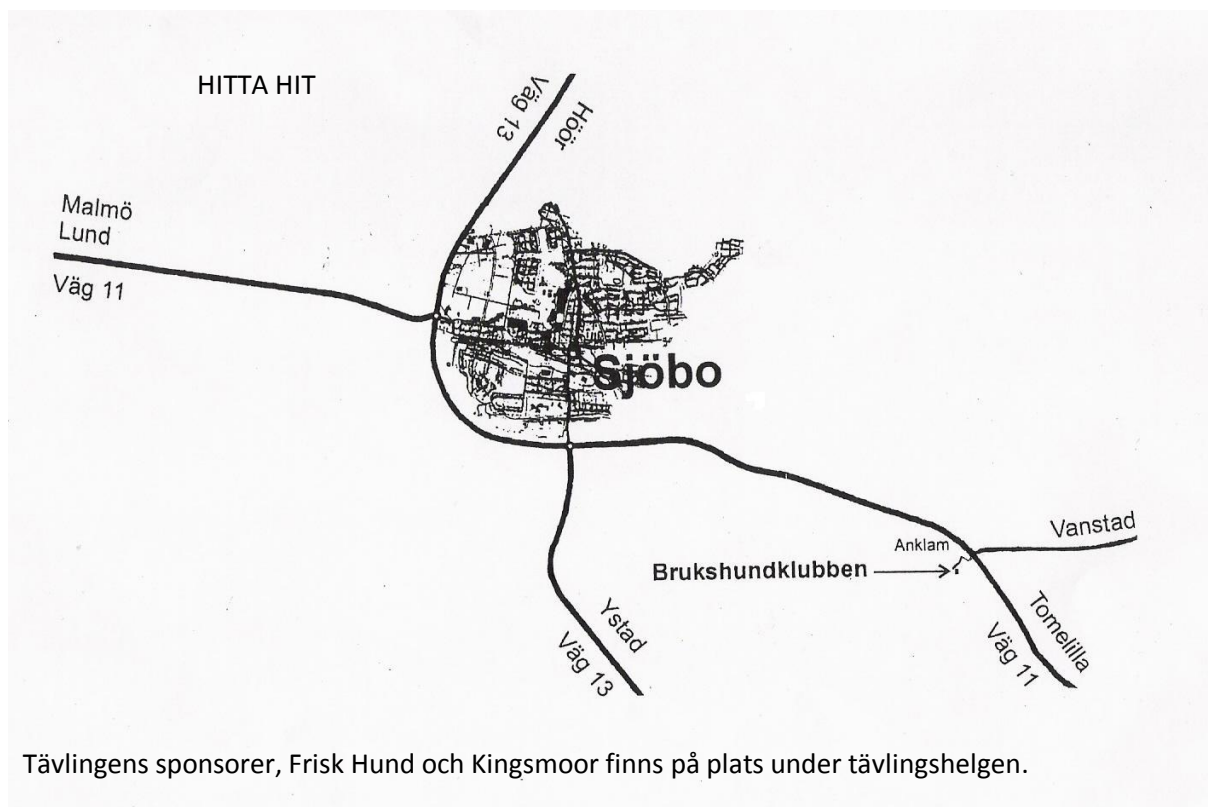 HITTA HIT
Väg 13
Höör
Malmö
Lund
Väg 11
Sjöbo
Vanstad
Anklam
Brukshundklubben
Ystad
Väg 13
Tomelilla
Väg 11
Tävlingens sponsorer, Frisk Hund och Kingsmoor finns på plats under tävlingshelgen.